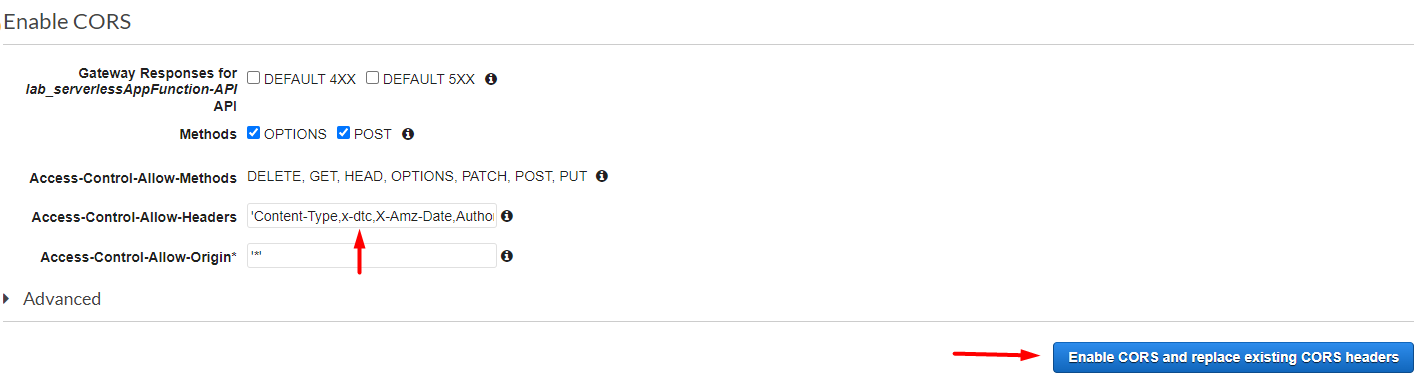 Enable CORS
Gateway Responses for
lab_serverlessAppFunction-API
API
DEFAULT 4XX DEFAULT 5XX
Methods OPTIONS POST
Access-Control-Allow-Methods DELETE, GET, HEAD, OPTIONS, PATCH, POST, PUT
Access-Control-Allow-Headers 'Content-Type,x-dtc,X-Amz-Date,Autho
Access-Control-Allow-Origin* '*'
Advanced
Enable CORS and replace existing CORS headers